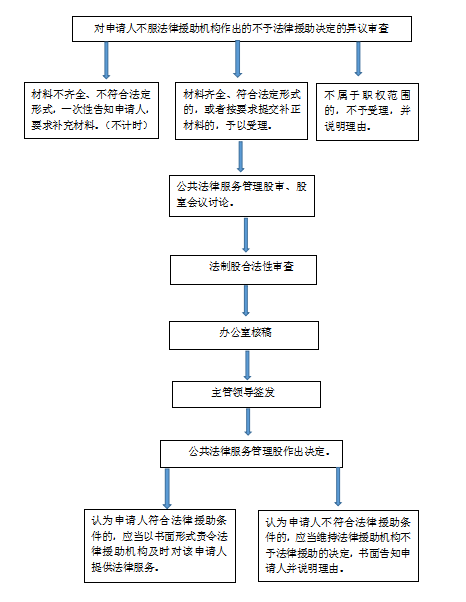 对申请人不服法律援助机构作出的不予法律援助决定的异议审查
材料不齐全、不符合法定
形式，一次性告知申请人，
要求补充材料。（不计时）
材料齐全、符合法定形式
的，或者按要求提交补正
材料的，予以受理。
不属于职权范围
的，不予受理，并
说明理由。
公共法律服务管理股审、股
室会议讨论。
法制股合法性审查
办公室核稿
主管领导签发
公共法律服务管理股作出决定。
认为申请人符合法律援助条
件的，应当以书面形式责令法
律援助机构及时对该申请人
提供法律服务。
认为申请人不符合法律援助条
件的，应当维持法律援助机构不
予法律援助的决定，书面告知申
请人并说明理由。